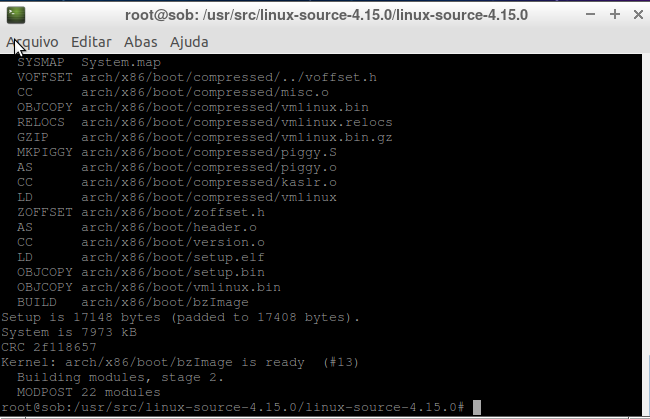 root@sob: /usr/src/linux-source-4.15.0/linux-source-4.15.0
Arquivo Editar Abas Ajuda
SYSMAP System.map
VOFFSET arch/x86/boot/compressed/../voffset.h
CC arch/x86/boot/compressed/misc.o
OBJCOPY arch/x86/boot/compressed/vmlinux.bin
RELOCS arch/x86/boot/compressed/vmlinux.relocs
GZIP arch/x86/boot/compressed/vmlinux.bin.gz
MKPIGGY arch/x86/boot/compressed/piggy.S
AS arch/x86/boot/compressed/piggy.o
CC arch/x86/boot/compressed/kaslr.o
LD arch/x86/boot/compressed/vmlinux
ZOFFSET arch/x86/boot/zoffset.h
AS arch/x86/boot/header.o
CC arch/x86/boot/version.o
LD arch/x86/boot/setup.elf
OBJCOPY arch/x86/boot/setup.bin
OBJCOPY arch/x86/boot/vmlinux.bin
BUILD arch/x86/boot/bzImage
Setup is 17148 bytes (padded to 17408 bytes).
System is 7973 kB
CRC 2f118657
Kernel: arch/x86/boot/bzImage is ready (#13)
Building modules, stage 2.
MODPOST 22 modules
root@sob:/usr/src/linux-source-4.15.0/linux-source-4.15.0#